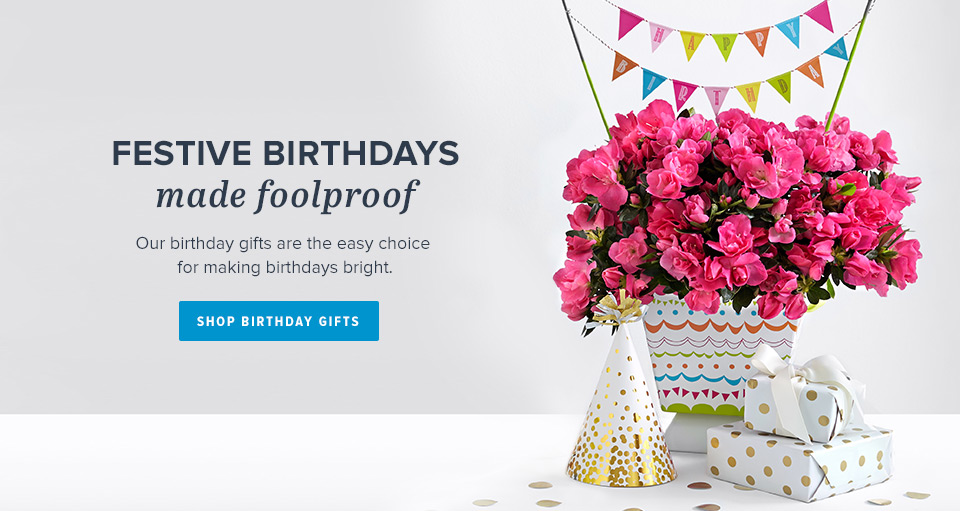 HAPPY
BIRTHDAY
FESTIVE BIRTHDAYS
made foolproof
Our birthday gifts are the easy choice
for making birthdays bright.
SHOP BIRTHDAY GIFTS